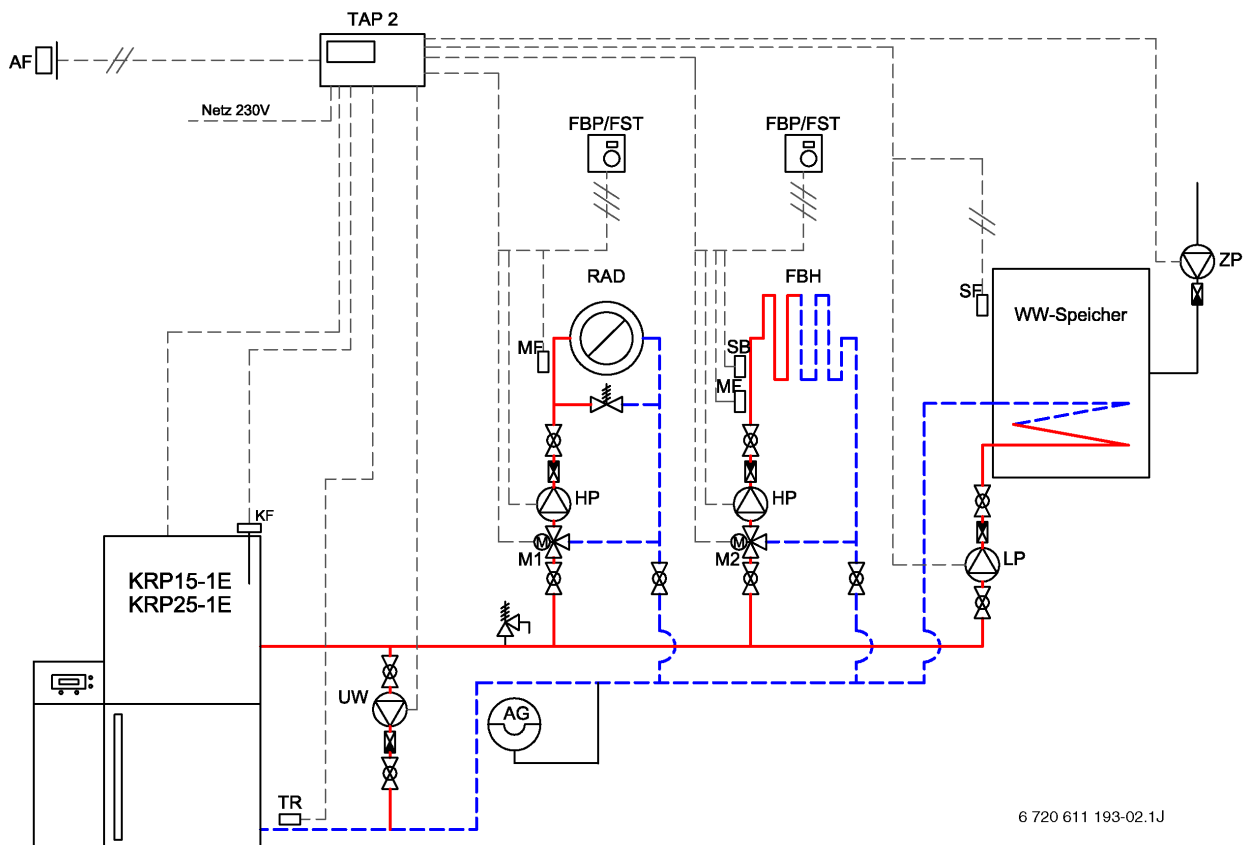 TAP 2
AF
Netz 230V
FBP/FST
FBP/FST
ZP
RAD
FBH
SF
WW-Speicher
MF
SB
MF
HP
HP
KF
M
M
M1
M2
LP
KRP15-1E
KRP25-1E
UW
AG
TR
6 720 611 193-02.1J